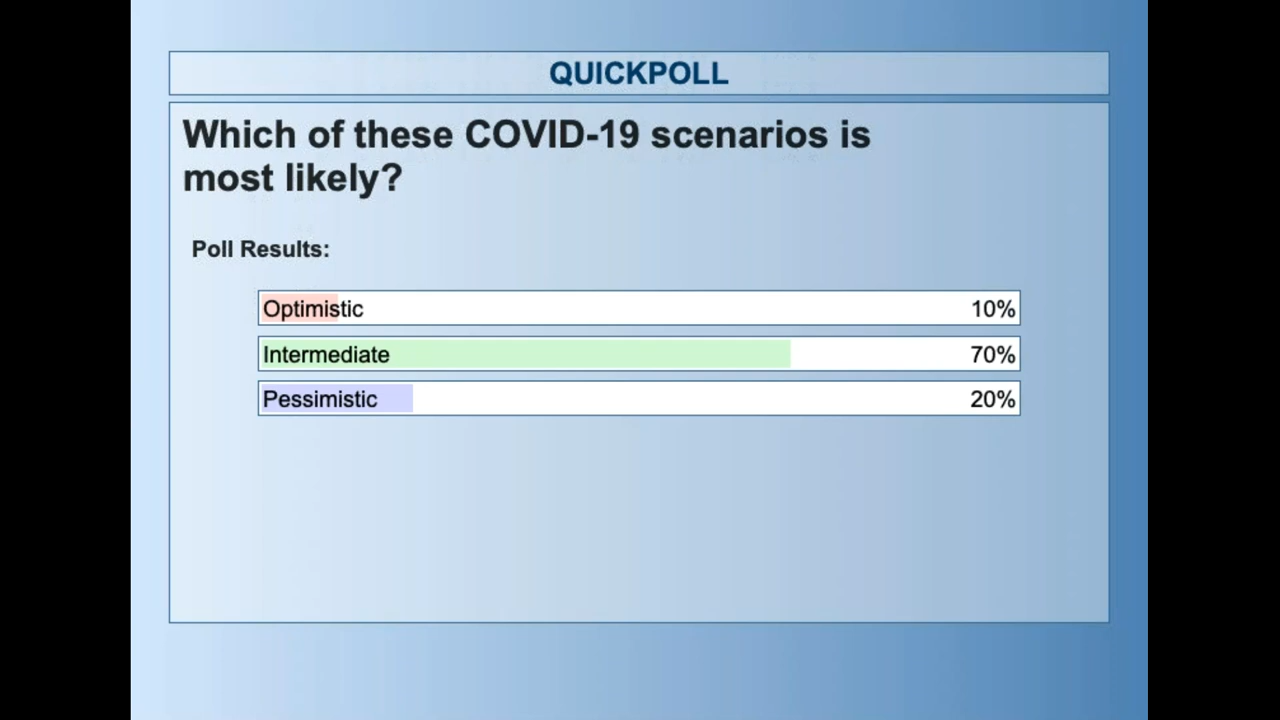 QUICKPOLL
Which of these COVID-19 scenarios is
most likely?
Poll Results:
Optimistic 10%
Intermediate 70%
Pessimistic 20%